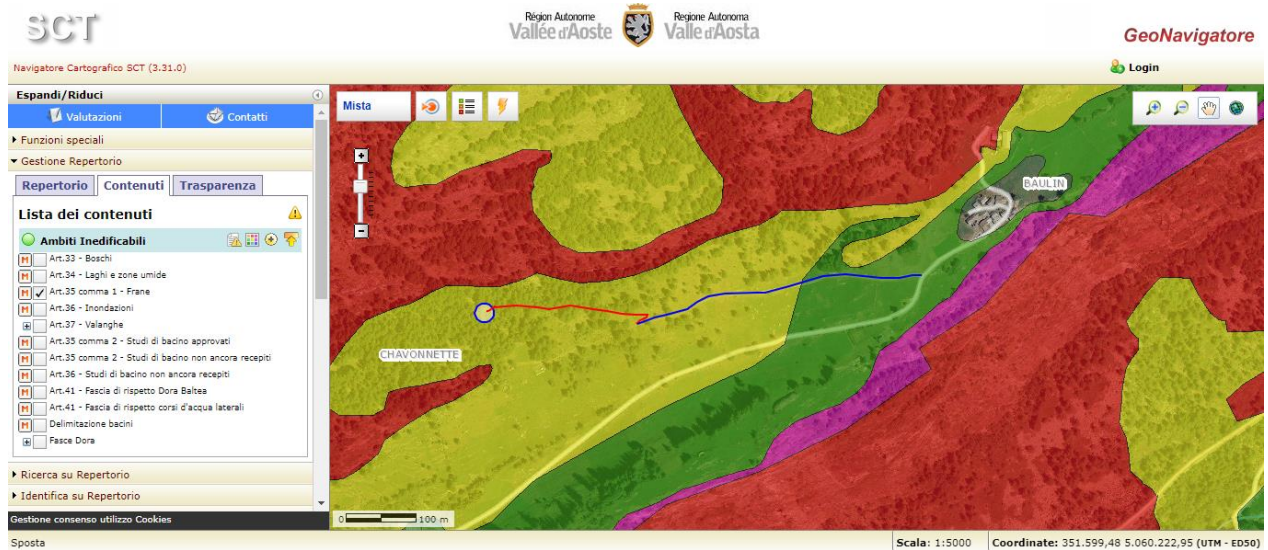 SCT
Région Autonome
Vallée d'Aoste
Regione Autonoma
Valle d'Aosta
GeoNavigatore
Navigatore Cartografico SCT (3.31.0)
Login
Espandi/Riduci
Valutazioni
Contatti
Funzioni speciali
Gestione Repertorio
Repertorio
Contenuti
Trasparenza
Lista dei contenuti
Ambiti Inedificabili
M Art.33 - Boschi
M Art.34 - Laghi e zone umide
M Art.35 comma 1 - Frane
M Art.36 - Inondazioni
Art.37 - Valanghe
M Art.35 comma 2 - Studi di bacino approvati
M Art.35 comma 2 - Studi di bacino non ancora recepiti
M Art.36 - Studi di bacino non ancora recepiti
M Art.41 - Fascia di rispetto Dora Baltea
M Art.41 - Fascia di rispetto corsi d'acqua laterali
M Delimitazione bacini
Fasce Dora
Ricerca su Repertorio
Identifica su Repertorio
Gestione consenso utilizzo Cookies
Mista
BAULIN
CHAVONNETTE
0 100 m
Sposta
Scala: 1:5000
Coordinate: 351.599,48 5.060.222,95 (UTM - ED50)